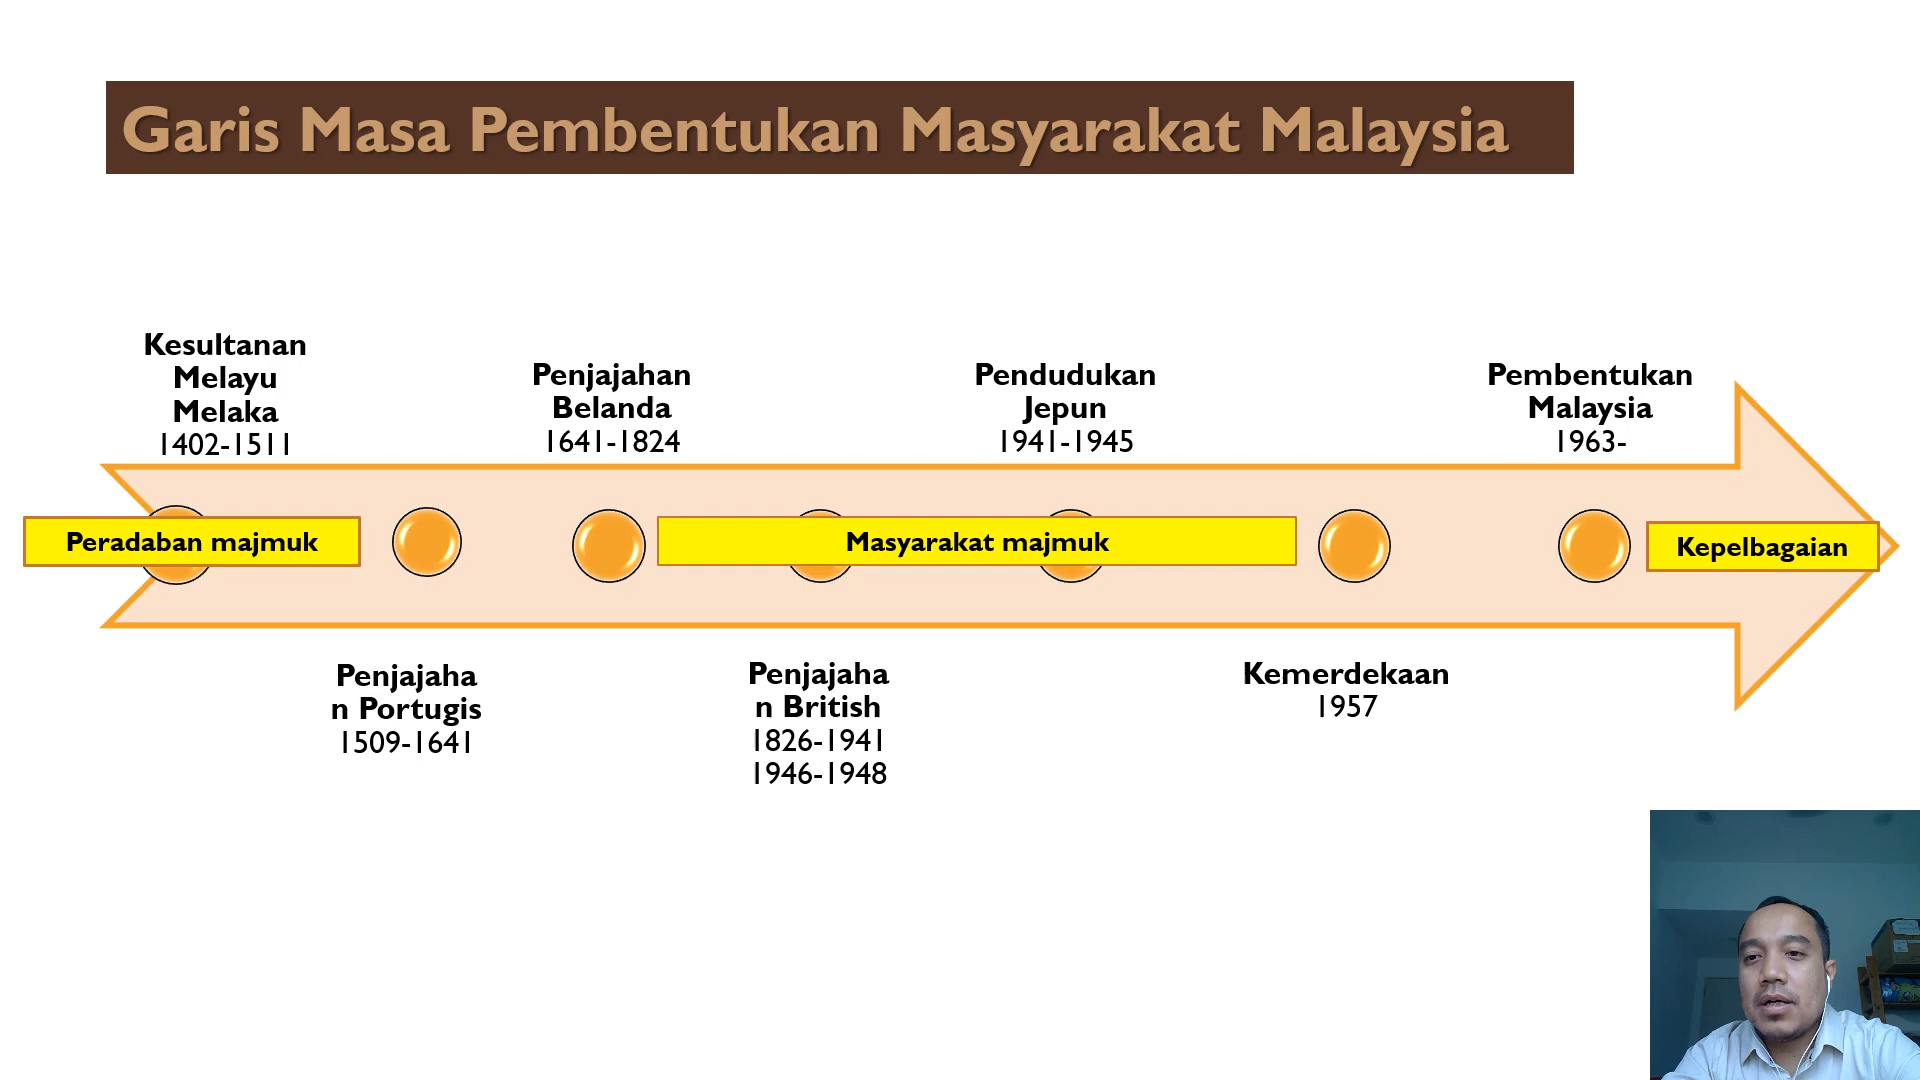 Garis Masa Pembentukan Masyarakat Malaysia
Kesultanan
Melayu
Melaka
1402-1511
Penjajahan
Belanda
1641-1824
Pendudukan
Jepun
1941-1945
Pembentukan
Malaysia
1963-
Peradaban majmuk
Masyarakat majmuk
Kepelbagaian
Penjajaha
n Portugis
1509-1641
Penjajaha
n British
1826-1941
1946-1948
Kemerdekaan
1957